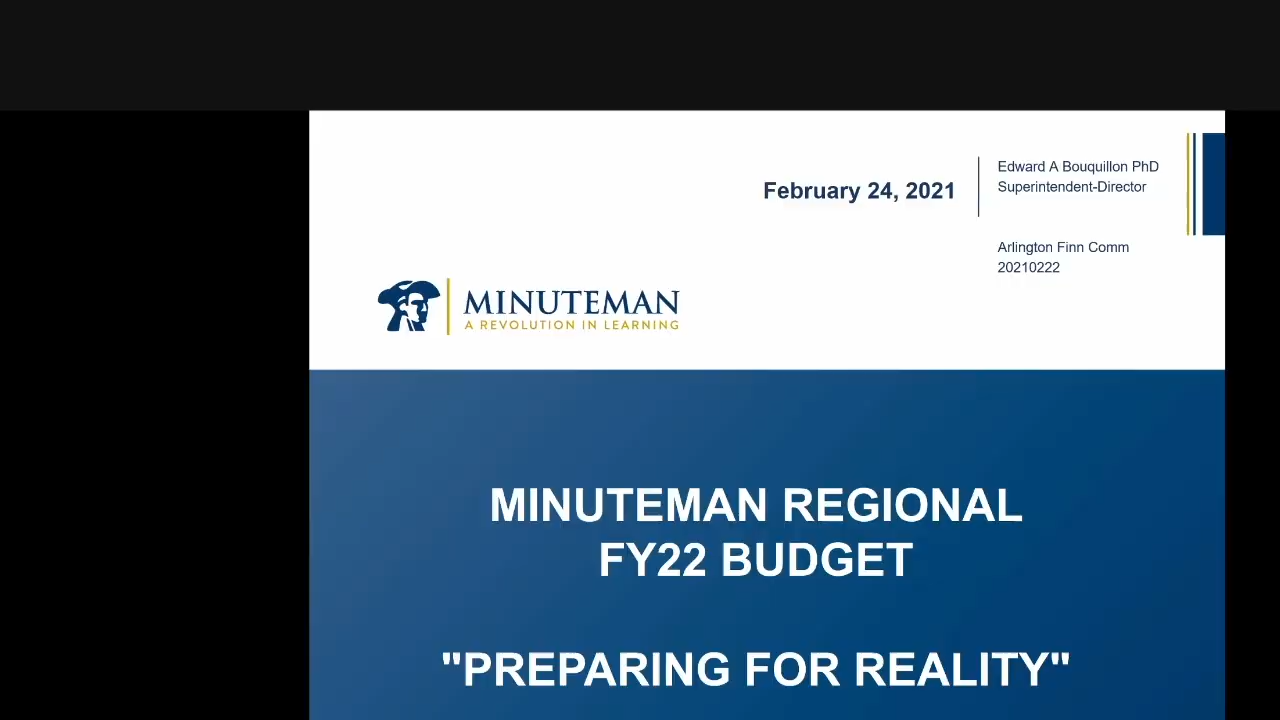 February 24, 2021
Edward A Bouquillon PhD
Superintendent-Director
Arlington Finn Comm
20210222
MINUTEMAN
A REVOLUTION IN LEARNING
MINUTEMAN REGIONAL
FY22 BUDGET
"PREPARING FOR REALITY"